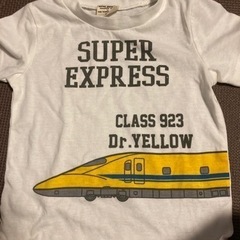 SUPER
EXPRESS
CLASS 923
Dr.YELLOW